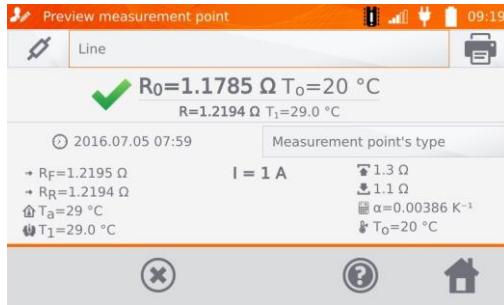 Preview measurement point 09:19
Line
R₀=1.1785 Ω T₀=20 °C
R=1.2194 Ω T₁=29.0 °C
2016.07.05 07:59
Measurement point's type
R_F=1.2195 Ω
R_R=1.2194 Ω
Tₐ=29 °C
T₁=29.0 °C
I = 1 A
1.3 Ω
1.1 Ω
α=0.00386 K⁻¹
T₀=20 °C